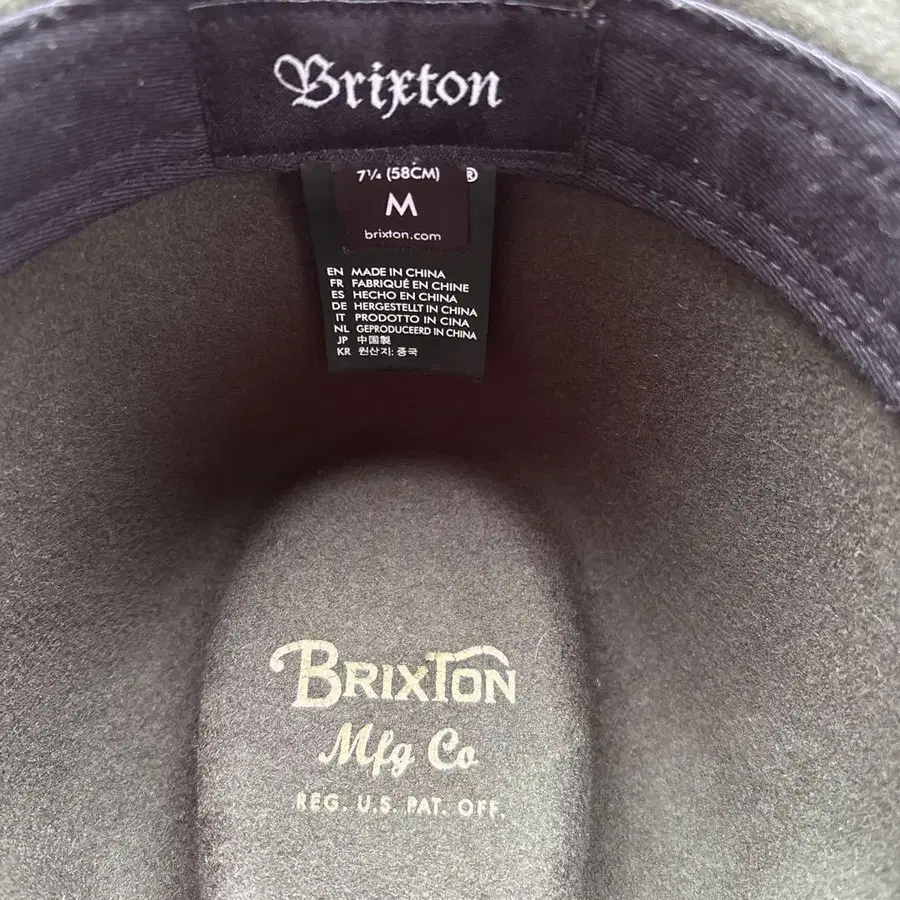 Brixton
7¼ (58CM) ®
M
brixton.com
EN MADE IN CHINA
FR FABRIQUÉ EN CHINE
ES HECHO EN CHINA
DE HERGESTELLT IN CHINA
IT PRODOTTO IN CINA
NL GEPRODUCEERD IN CHINA
JP 中国製
KR 원산지: 중국
BRIXTON
Mfg Co
REG. U.S. PAT. OFF.